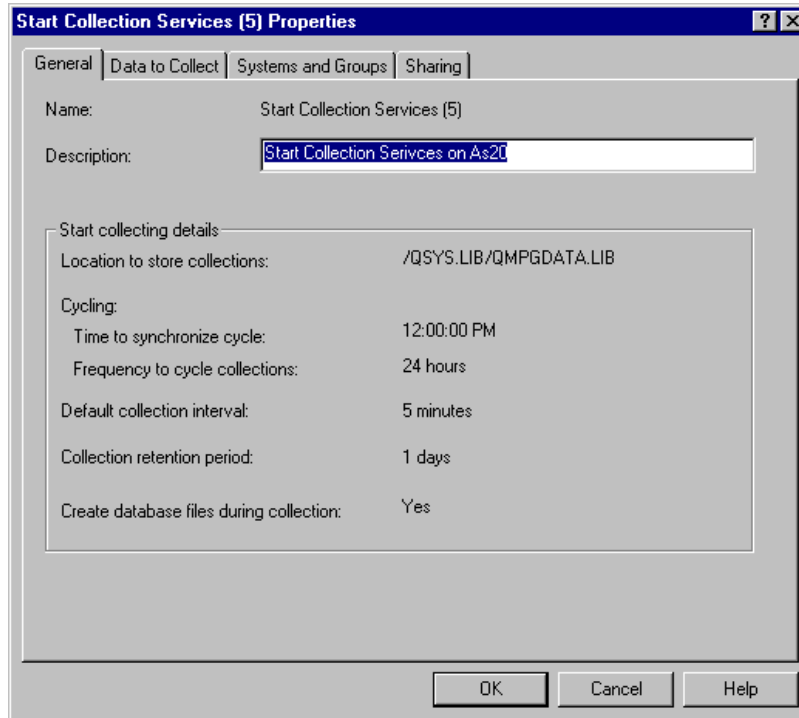 Start Collection Services (5) Properties
? X
General Data to Collect Systems and Groups Sharing
Name: Start Collection Services (5)
Description: Start Collection Serivces on As20
Start collecting details
Location to store collections: /QSYS.LIB/QMPGDATA.LIB
Cycling:
Time to synchronize cycle: 12:00:00 PM
Frequency to cycle collections: 24 hours
Default collection interval: 5 minutes
Collection retention period: 1 days
Create database files during collection: Yes
OK Cancel Help